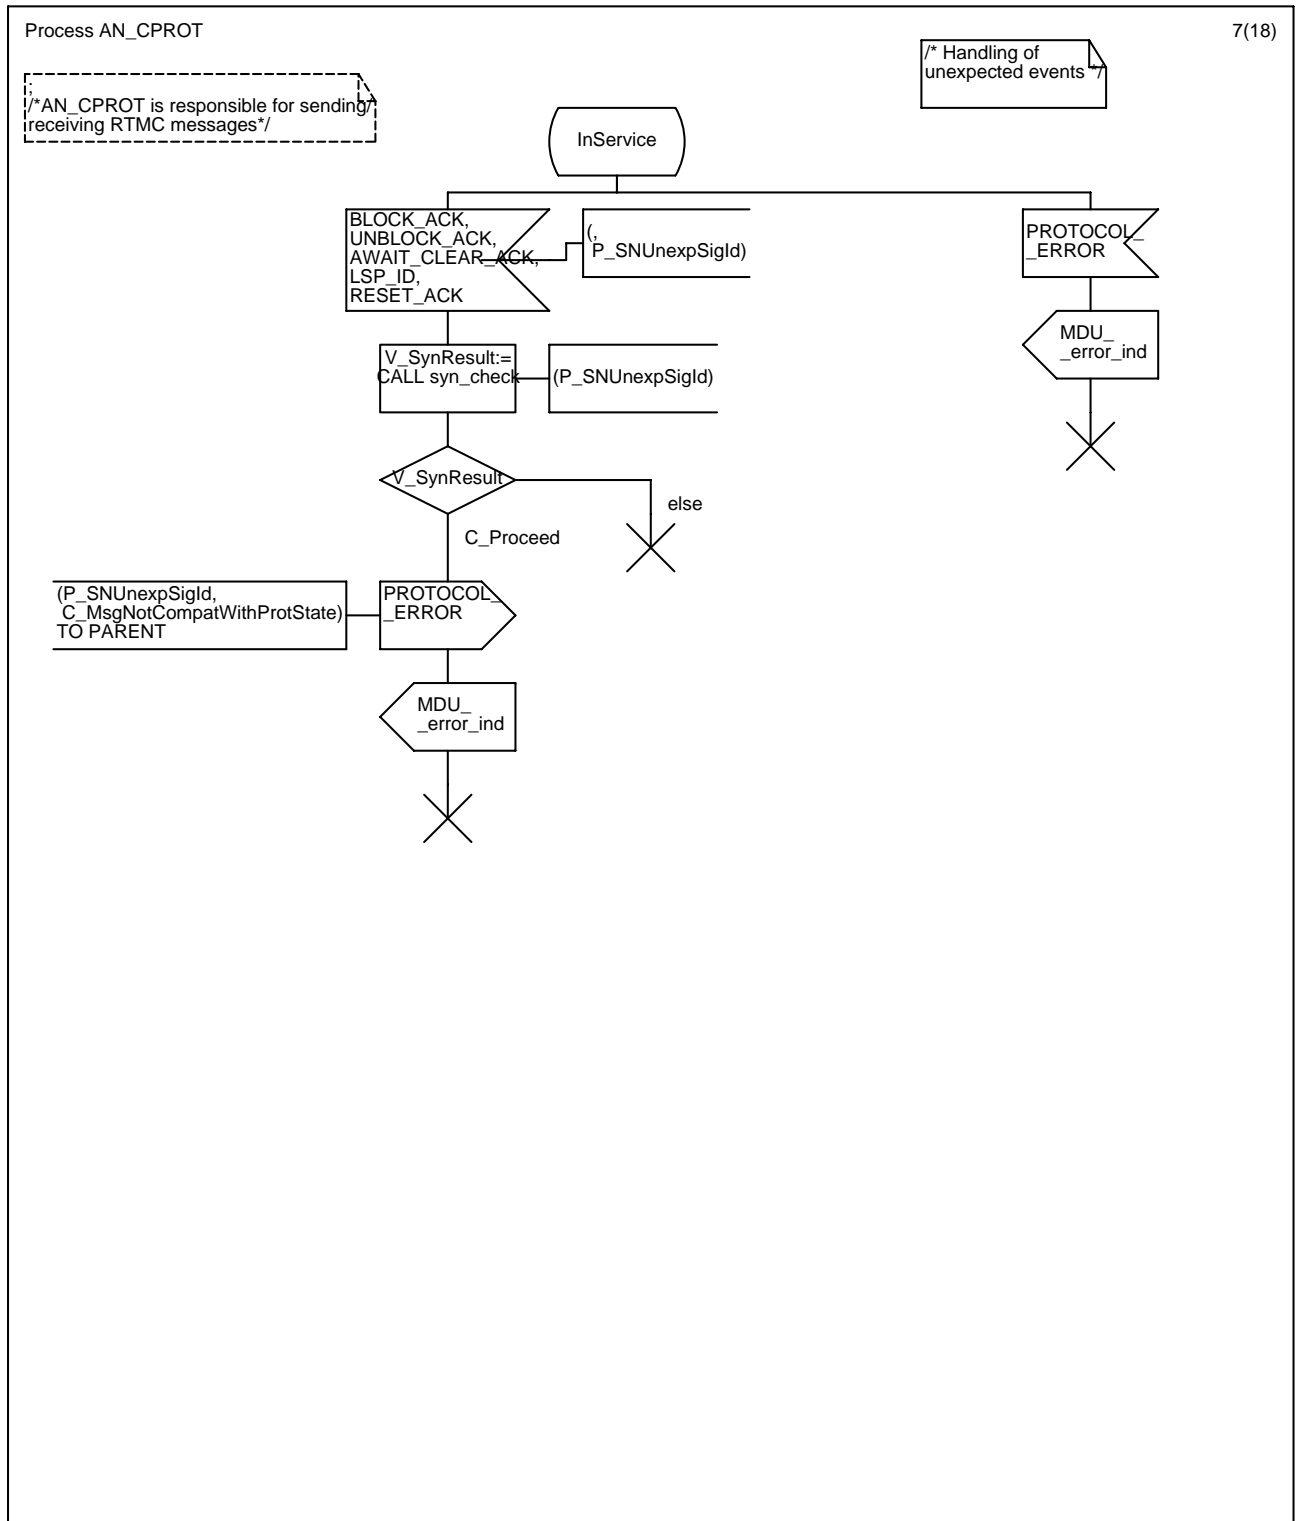 Process AN_CPROT
7(18)
/* Handling of
unexpected events */
;
/*AN_CPROT is responsible for sending/
receiving RTMC messages*/
InService
BLOCK_ACK,
UNBLOCK_ACK,
AWAIT_CLEAR_ACK,
LSP_ID,
RESET_ACK
(,
P_SNUnexpSigId)
PROTOCOL_
_ERROR
MDU_
_error_ind
V_SynResult:=
CALL syn_check
(P_SNUnexpSigId)
V_SynResult
else
C_Proceed
(P_SNUnexpSigId,
C_MsgNotCompatWithProtState)
TO PARENT
PROTOCOL_
_ERROR
MDU_
_error_ind